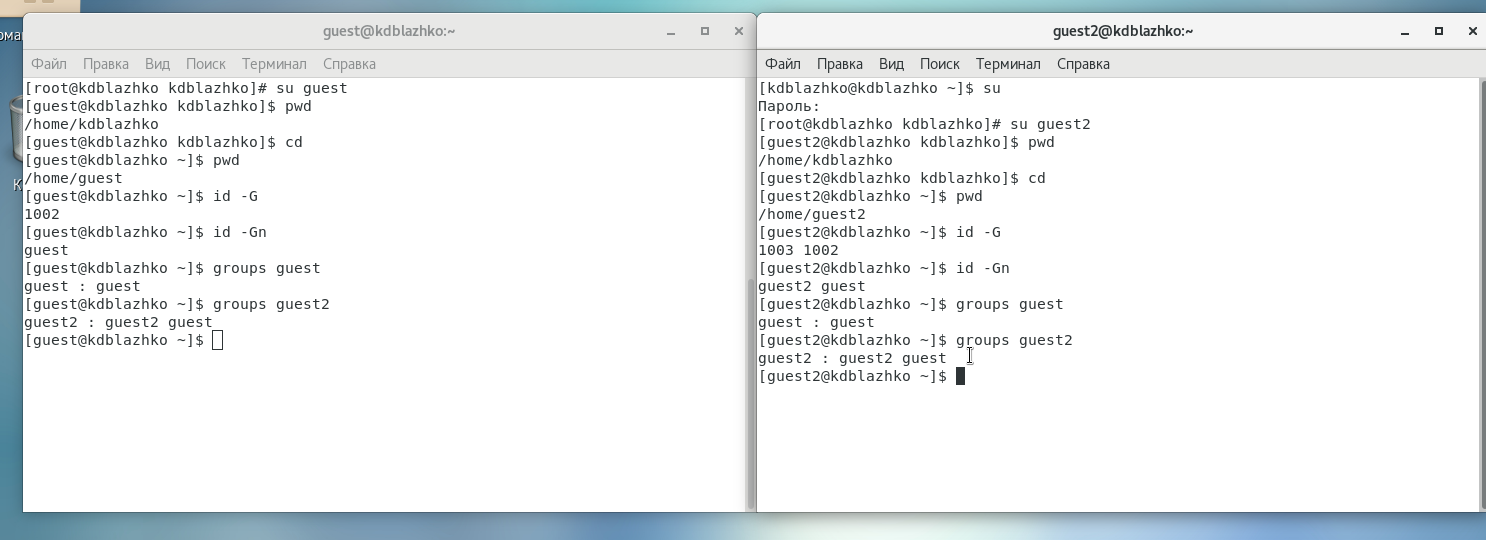 guest@kdblazhko:~
Файл Правка Вид Поиск Терминал Справка
[root@kdblazhko kdblazhko]# su guest
[guest@kdblazhko kdblazhko]$ pwd
/home/kdblazhko
[guest@kdblazhko kdblazhko]$ cd
[guest@kdblazhko ~]$ pwd
/home/guest
[guest@kdblazhko ~]$ id -G
1002
[guest@kdblazhko ~]$ id -Gn
guest
[guest@kdblazhko ~]$ groups guest
guest : guest
[guest@kdblazhko ~]$ groups guest2
guest2 : guest2 guest
[guest@kdblazhko ~]$
guest2@kdblazhko:~
Файл Правка Вид Поиск Терминал Справка
[kdblazhko@kdblazhko ~]$ su
Пароль:
[root@kdblazhko kdblazhko]# su guest2
[guest2@kdblazhko kdblazhko]$ pwd
/home/kdblazhko
[guest2@kdblazhko kdblazhko]$ cd
[guest2@kdblazhko ~]$ pwd
/home/guest2
[guest2@kdblazhko ~]$ id -G
1003 1002
[guest2@kdblazhko ~]$ id -Gn
guest2 guest
[guest2@kdblazhko ~]$ groups guest
guest : guest
[guest2@kdblazhko ~]$ groups guest2
guest2 : guest2 guest
[guest2@kdblazhko ~]$